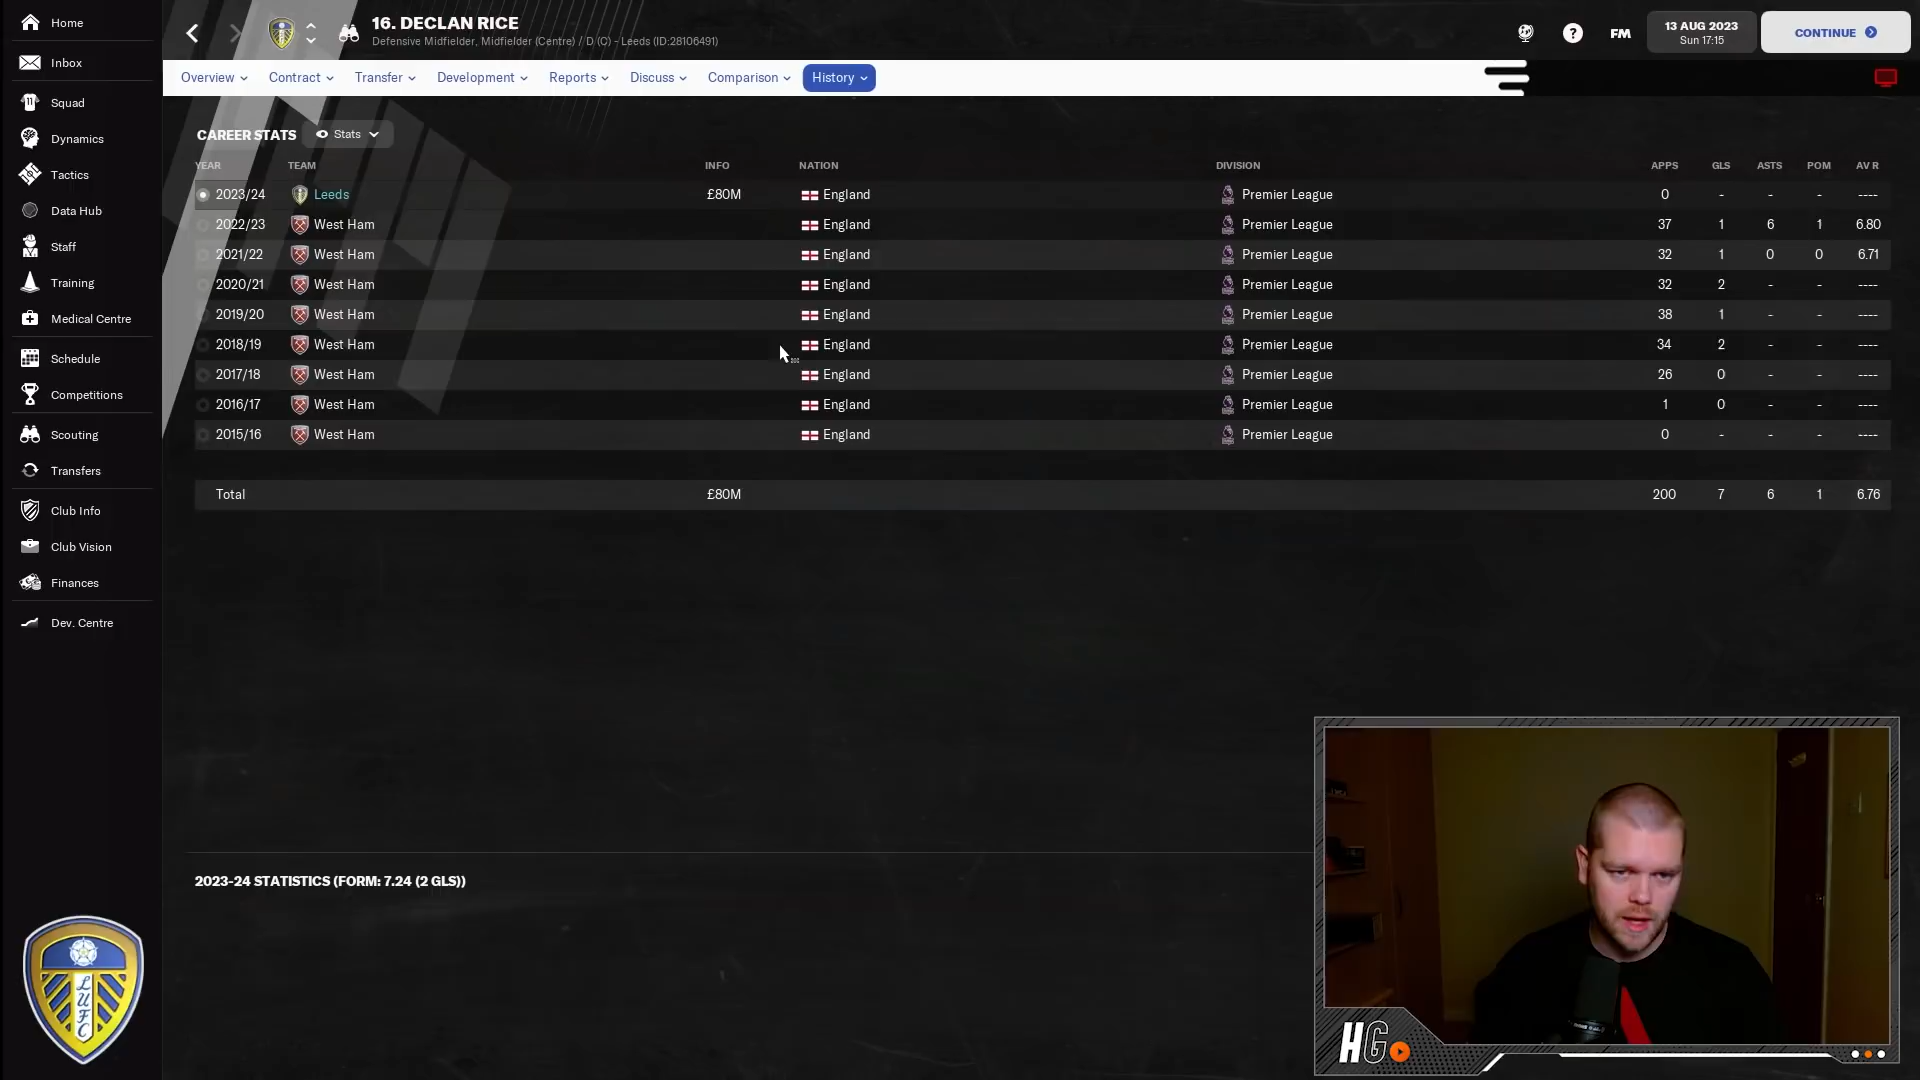 Home
Inbox
Squad
Dynamics
Tactics
Data Hub
Staff
Training
Medical Centre
Schedule
Competitions
Scouting
Transfers
Club Info
Club Vision
Finances
Dev. Centre
LUFC
16. DECLAN RICE
Defensive Midfielder, Midfielder (Centre) / D (C) - Leeds (ID:28106491)
? FM 13 AUG 2023 Sun 17:15 CONTINUE
Overview Contract Transfer Development Reports Discuss Comparison History
CAREER STATS Stats
YEAR TEAM INFO NATION DIVISION APPS GLS ASTS POM AV R
2023/24 Leeds £80M England Premier League 0 - - - ----
2022/23 West Ham England Premier League 37 1 6 1 6.80
2021/22 West Ham England Premier League 32 1 0 0 6.71
2020/21 West Ham England Premier League 32 2 - - ----
2019/20 West Ham England Premier League 38 1 - - ----
2018/19 West Ham England Premier League 34 2 - - ----
2017/18 West Ham England Premier League 26 0 - - ----
2016/17 West Ham England Premier League 1 0 - - ----
2015/16 West Ham England Premier League 0 - - - ----
Total £80M 200 7 6 1 6.76
2023-24 STATISTICS (FORM: 7.24 (2 GLS))
HG